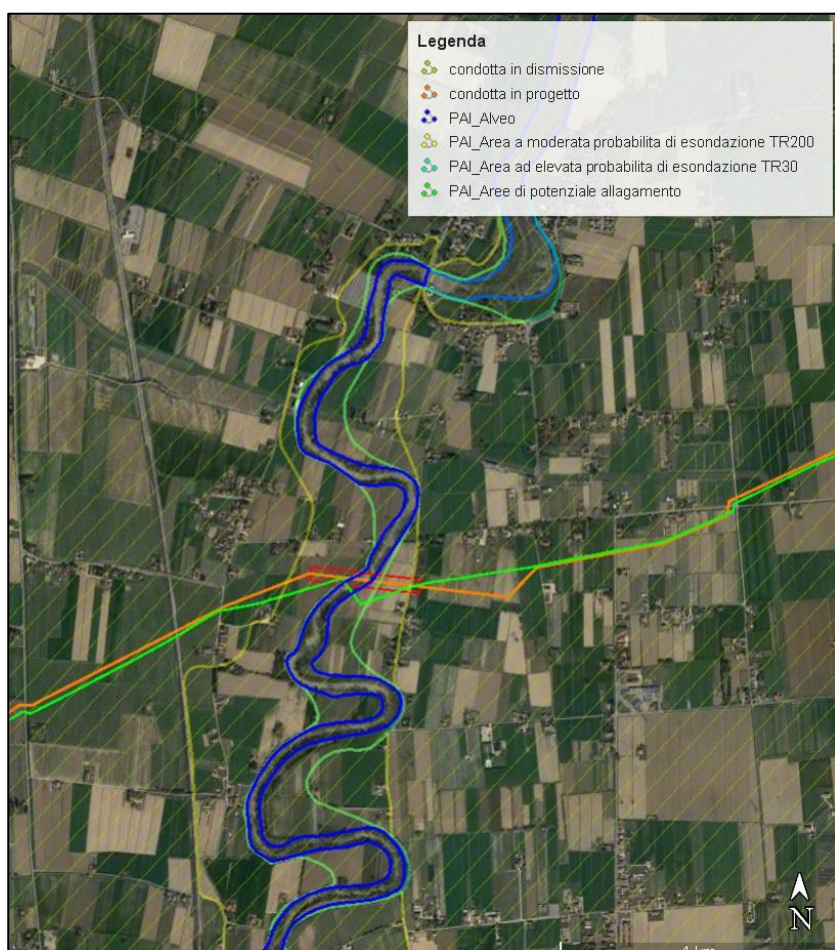 Legenda
condotta in dismissione
condotta in progetto
PAI_Alveo
PAI_Area a moderata probabilita di esondazione TR200
PAI_Area ad elevata probabilita di esondazione TR30
PAI_Aree di potenziale allagamento
N